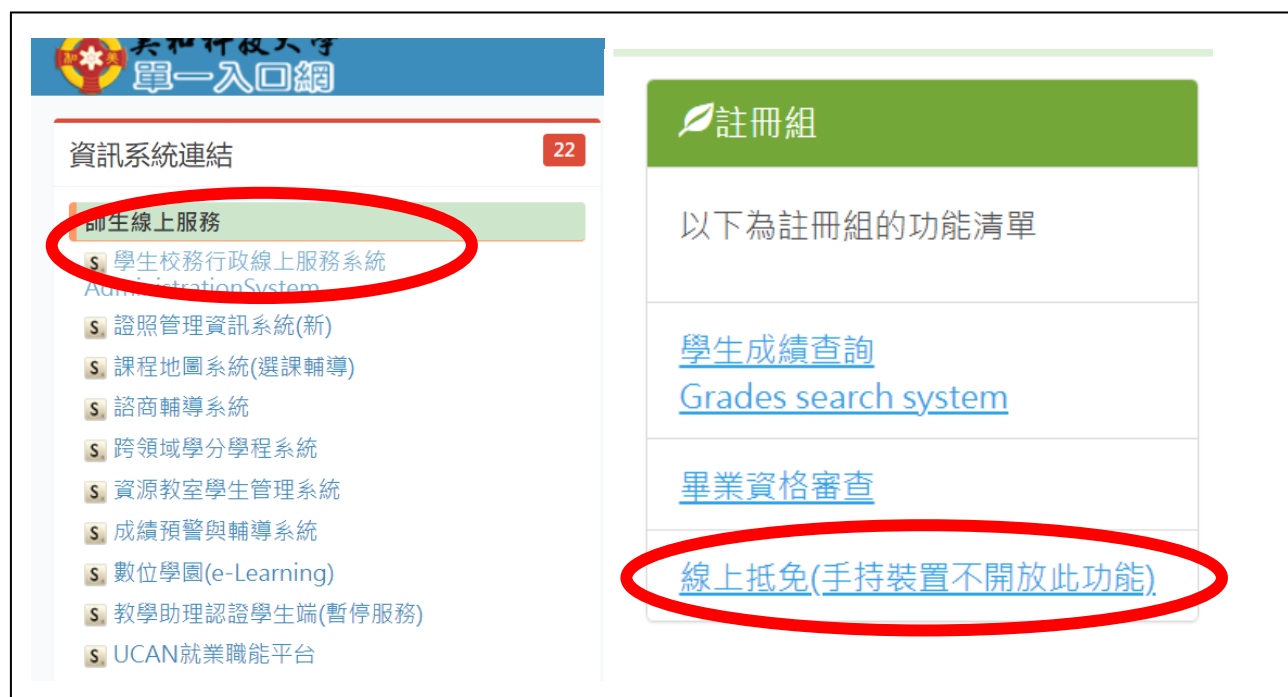 美和科技大學
單一入口網
資訊系統連結
22
師生線上服務
學生校務行政線上服務系統
AdministrationSystem
證照管理資訊系統(新)
課程地圖系統(選課輔導)
諮商輔導系統
跨領域學分學程系統
資源教室學生管理系統
成績預警與輔導系統
數位學園(e-Learning)
教學助理認證學生端(暫停服務)
UCAN就業職能平台
註冊組
以下為註冊組的功能清單
學生成績查詢
Grades search system
畢業資格審查
線上抵免(手持裝置不開放此功能)